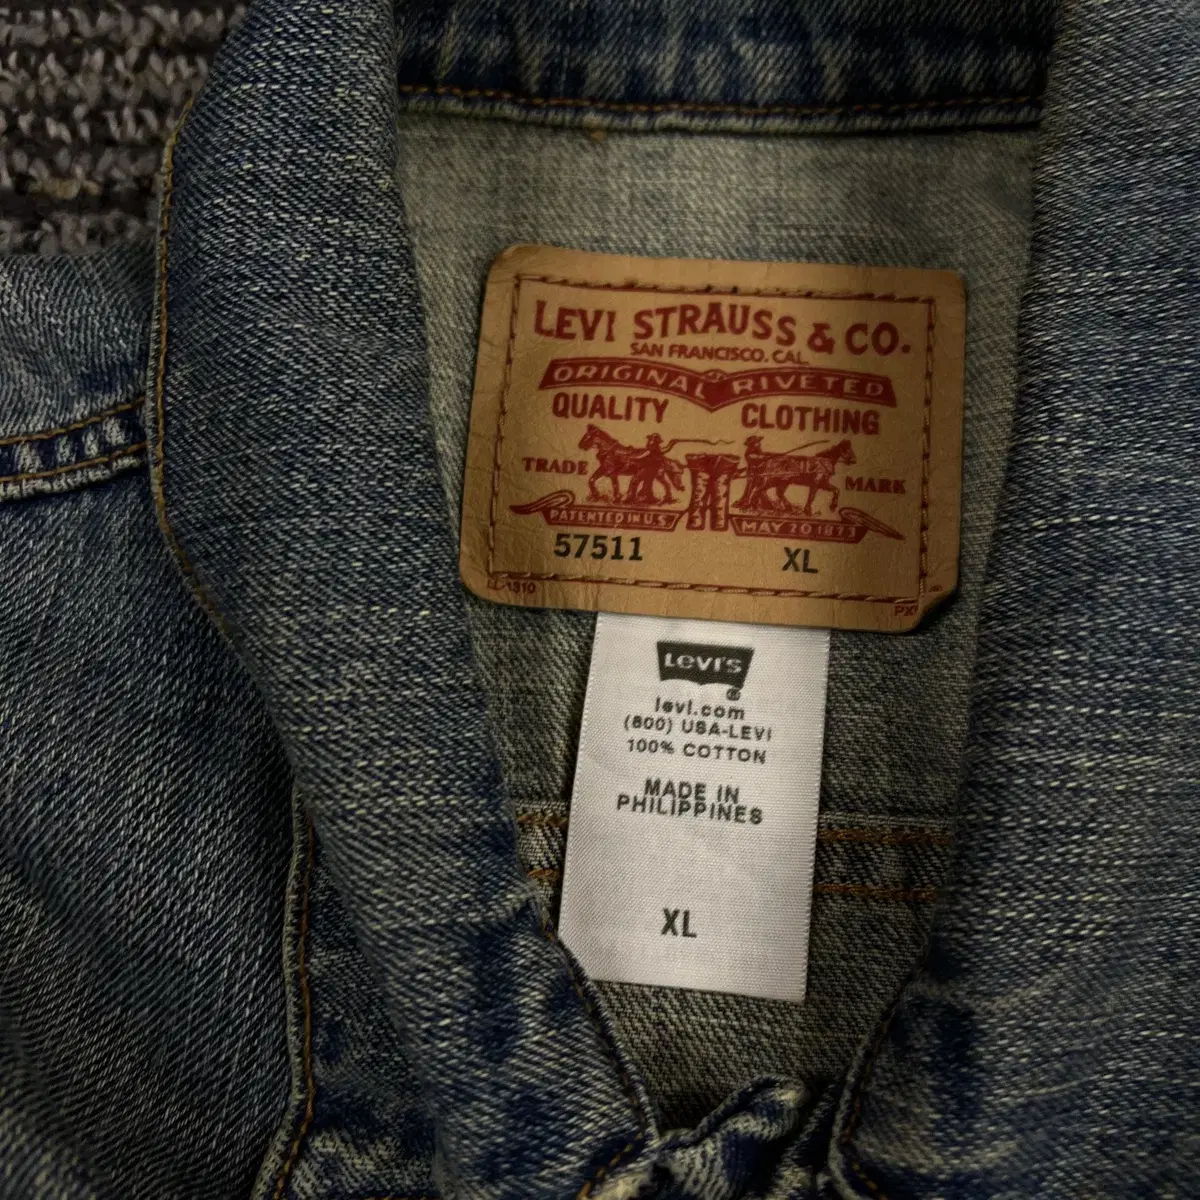 LEVI STRAUSS & CO.
SAN FRANCISCO. CAL.
ORIGINAL RIVETED
QUALITY CLOTHING
TRADE MARK
PATENTED IN U.S. MAY 20 1873
57511 XL
LEVI'S
®
levi.com
(800) USA-LEVI
100% COTTON
MADE IN
PHILIPPINES
XL